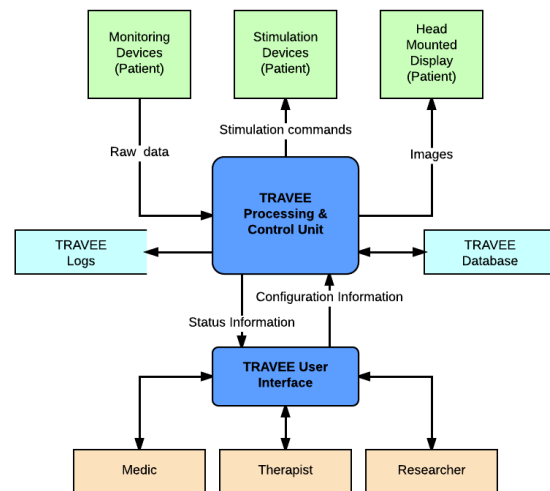 Monitoring
Devices
(Patient)
Stimulation
Devices
(Patient)
Head
Mounted
Display
(Patient)
Stimulation commands
Raw data
Images
TRAVEE
Processing &
Control Unit
TRAVEE
Logs
TRAVEE
Database
Configuration Information
Status Information
TRAVEE User
Interface
Medic
Therapist
Researcher